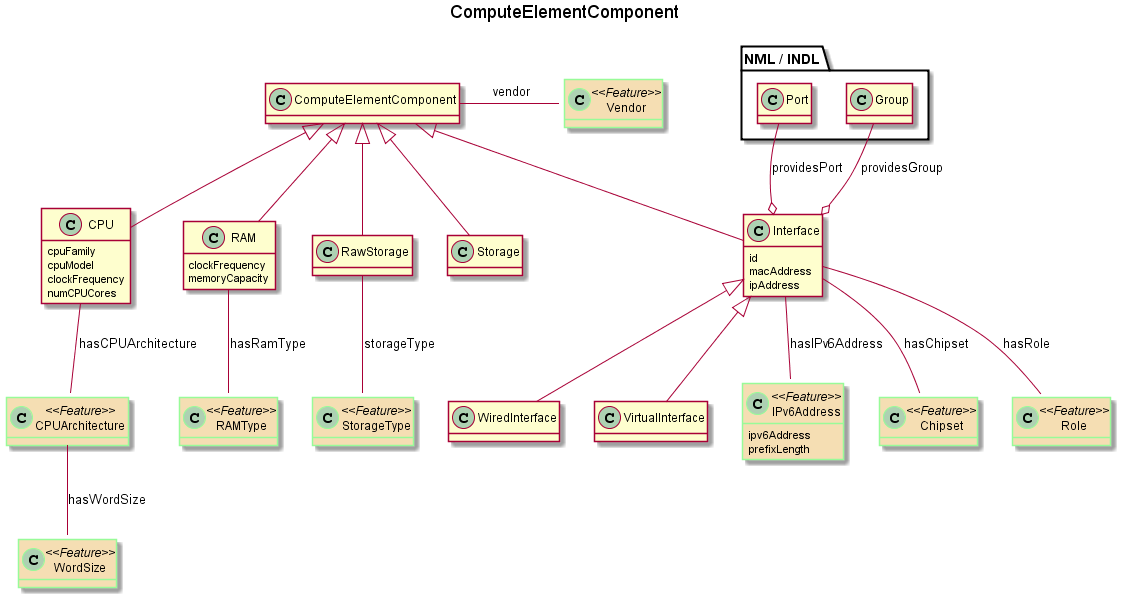 ComputeElementComponent
NML / INDL
C Port
C Group
C ComputeElementComponent
vendor
C <<Feature>>
Vendor
providesPort
providesGroup
C CPU
cpuFamily
cpuModel
clockFrequency
numCPUCores
C RAM
clockFrequency
memoryCapacity
C RawStorage
C Storage
C Interface
id
macAddress
ipAddress
hasCPUArchitecture
hasRamType
storageType
hasIPv6Address
hasChipset
hasRole
C <<Feature>>
CPUArchitecture
C <<Feature>>
RAMType
C <<Feature>>
StorageType
C WiredInterface
C VirtualInterface
C <<Feature>>
IPv6Address
ipv6Address
prefixLength
C <<Feature>>
Chipset
C <<Feature>>
Role
hasWordSize
C <<Feature>>
WordSize